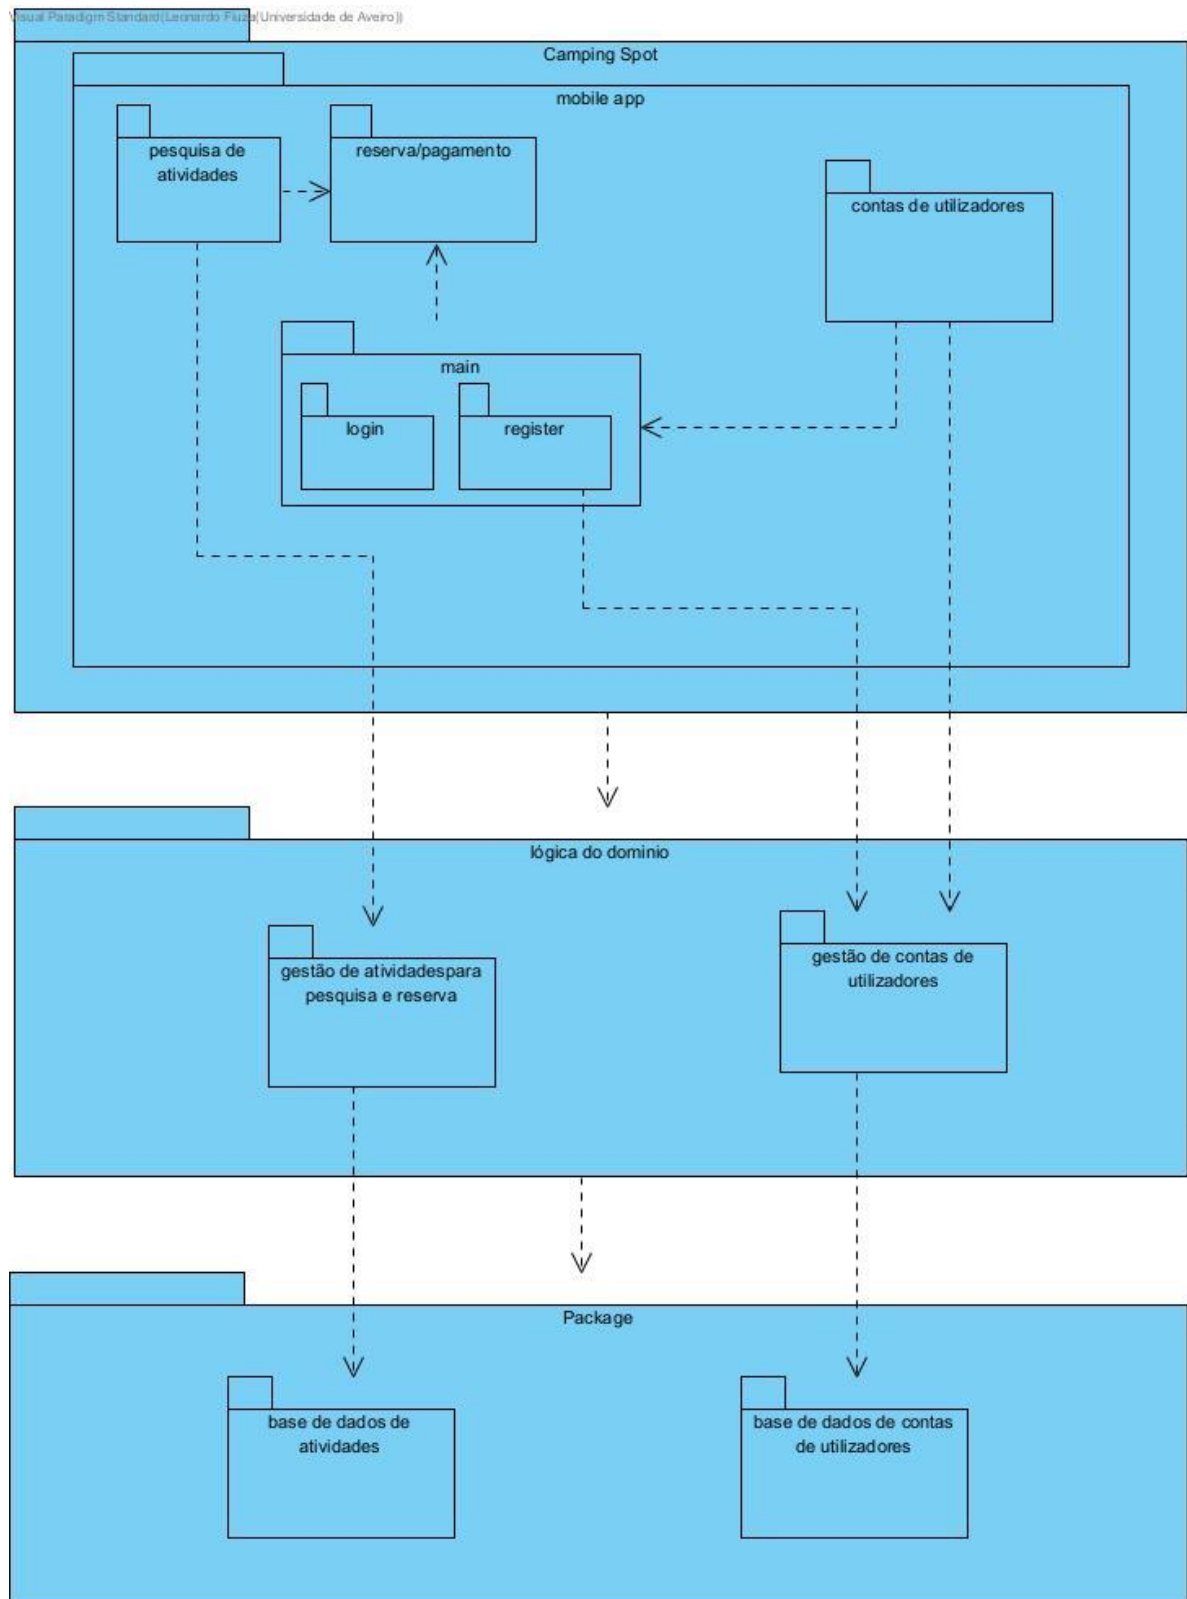 Visual Paradigm Standard(Leonardo Fiuza(Universidade de Aveiro))
Camping Spot
mobile app
pesquisa de
atividades
reserva/pagamento
contas de utilizadores
main
login
register
lógica do dominio
gestão de atividadespara
pesquisa e reserva
gestão de contas de
utilizadores
Package
base de dados de
atividades
base de dados de contas
de utilizadores